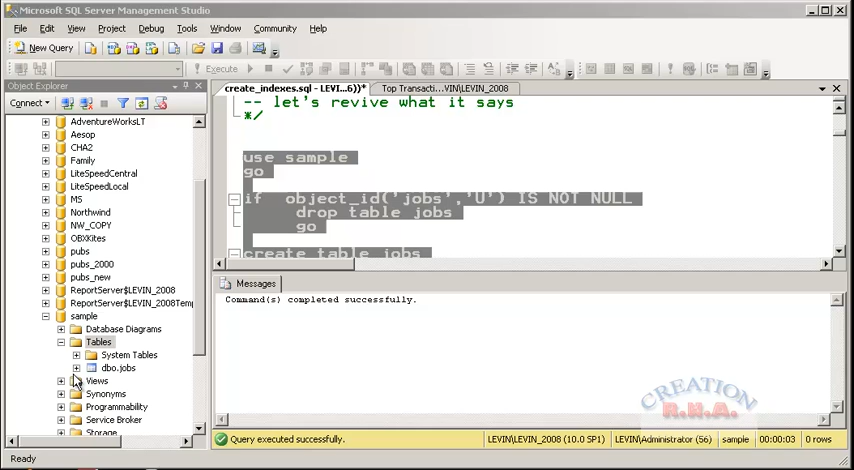 Microsoft SQL Server Management Studio
File Edit View Project Debug Tools Window Community Help
New Query
Execute
Object Explorer
create_indexes.sql - LEVI...6))* Top Transacti...VIN\LEVIN_2008
Connect
-- let's revive what it says
*/
AdventureWorksLT
Aesop
CHA2
Family
LiteSpeedCentral
LiteSpeedLocal
MS
Northwind
NW_COPY
OBXKites
pubs
pubs_2000
pubs_new
ReportServer$LEVIN_2008
ReportServer$LEVIN_2008Temp
sample
Database Diagrams
Tables
System Tables
dbo.jobs
Views
Synonyms
Programmability
Service Broker
Storage
use sample
go
if object_id('jobs','U') IS NOT NULL
drop table jobs
go
create table jobs
Messages
Command(s) completed successfully.
CREATION
R.N.A.
Query executed successfully.
LEVIN\LEVIN_2008 (10.0 SP1) LEVIN\Administrator (56) sample 00:00:03 0 rows
Ready